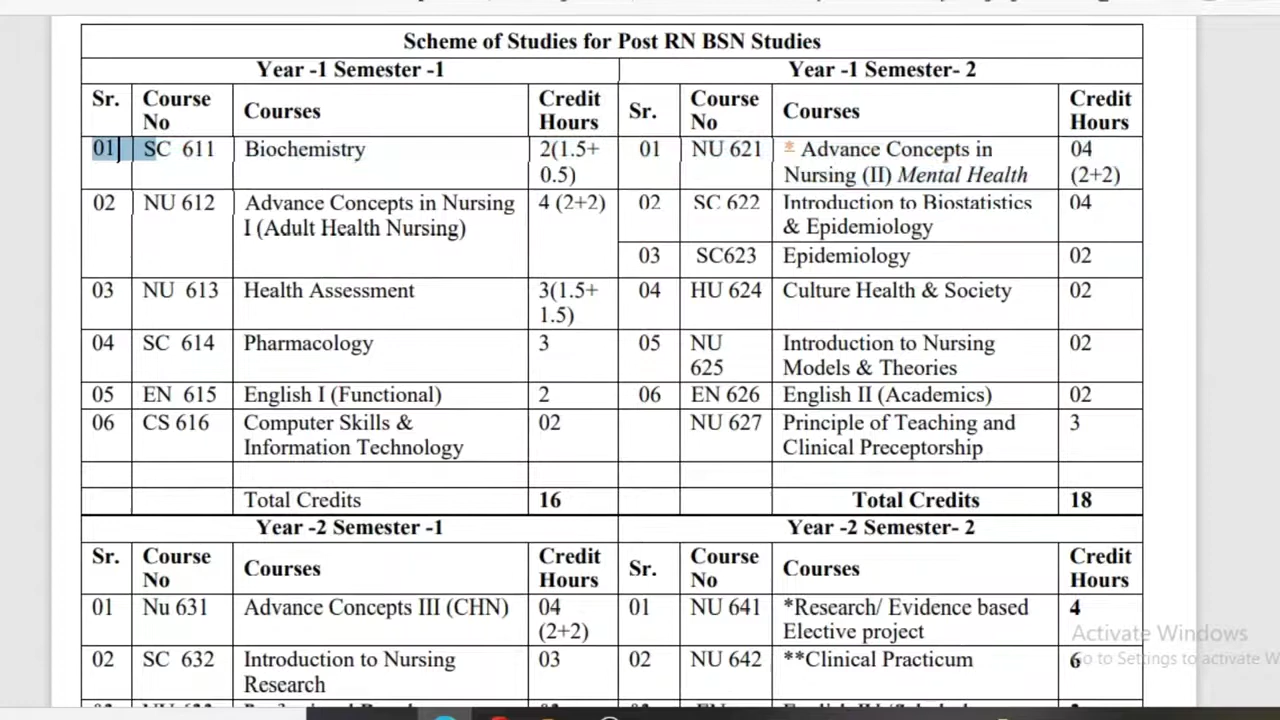 Scheme of Studies for Post RN BSN Studies
Year -1 Semester -1 Year -1 Semester- 2
Sr. Course No Courses Credit Hours Sr. Course No Courses Credit Hours
01 SC 611 Biochemistry 2(1.5+ 0.5) 01 NU 621 * Advance Concepts in Nursing (II) Mental Health 04 (2+2)
02 NU 612 Advance Concepts in Nursing I (Adult Health Nursing) 4 (2+2) 02 SC 622 Introduction to Biostatistics & Epidemiology 04
03 SC623 Epidemiology 02
03 NU 613 Health Assessment 3(1.5+ 1.5) 04 HU 624 Culture Health & Society 02
04 SC 614 Pharmacology 3 05 NU 625 Introduction to Nursing Models & Theories 02
05 EN 615 English I (Functional) 2 06 EN 626 English II (Academics) 02
06 CS 616 Computer Skills & Information Technology 02 NU 627 Principle of Teaching and Clinical Preceptorship 3
Total Credits 16 Total Credits 18
Year -2 Semester -1 Year -2 Semester- 2
Sr. Course No Courses Credit Hours Sr. Course No Courses Credit Hours
01 Nu 631 Advance Concepts III (CHN) 04 (2+2) 01 NU 641 *Research/ Evidence based Elective project 4
02 SC 632 Introduction to Nursing Research 03 02 NU 642 **Clinical Practicum 6
Activate Windows
Go to Settings to activate W